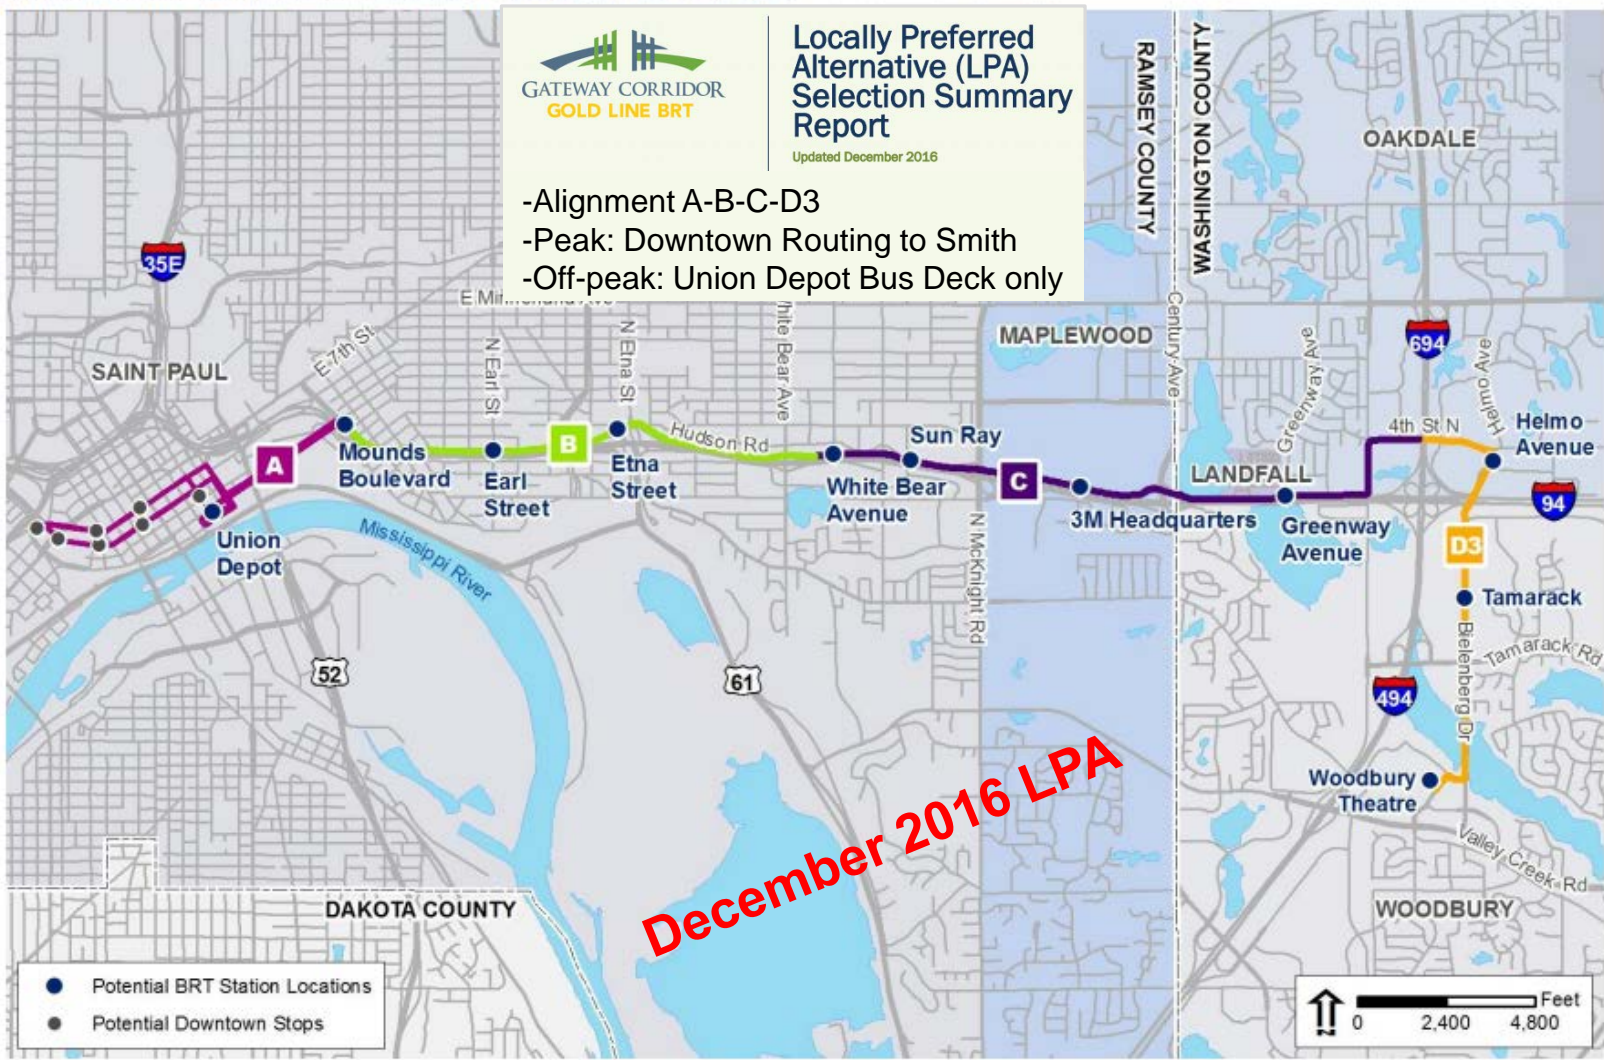 GATEWAY CORRIDOR
GOLD LINE BRT
Locally Preferred
Alternative (LPA)
Selection Summary
Report
Updated December 2016
-Alignment A-B-C-D3
-Peak: Downtown Routing to Smith
-Off-peak: Union Depot Bus Deck only
RAMSEY COUNTY
WASHINGTON COUNTY
OAKDALE
35E
E Minnehaha Ave
SAINT PAUL
E 7th St
N Earl St
N Etna St
White Bear Ave
MAPLEWOOD
Century Ave
Greenway Ave
694
Helmo Ave
4th St N
Helmo
Avenue
A
Mounds
Boulevard
B
Earl
Street
Etna
Street
Hudson Rd
Sun Ray
White Bear
Avenue
C
LANDFALL
3M Headquarters
Greenway
Avenue
94
D3
Union
Depot
Mississippi River
N McKnight Rd
Tamarack
Bielenberg Dr
Tamarack Rd
52
61
494
Woodbury
Theatre
Valley Creek Rd
WOODBURY
December 2016 LPA
DAKOTA COUNTY
Potential BRT Station Locations
Potential Downtown Stops
Feet
0 2,400 4,800